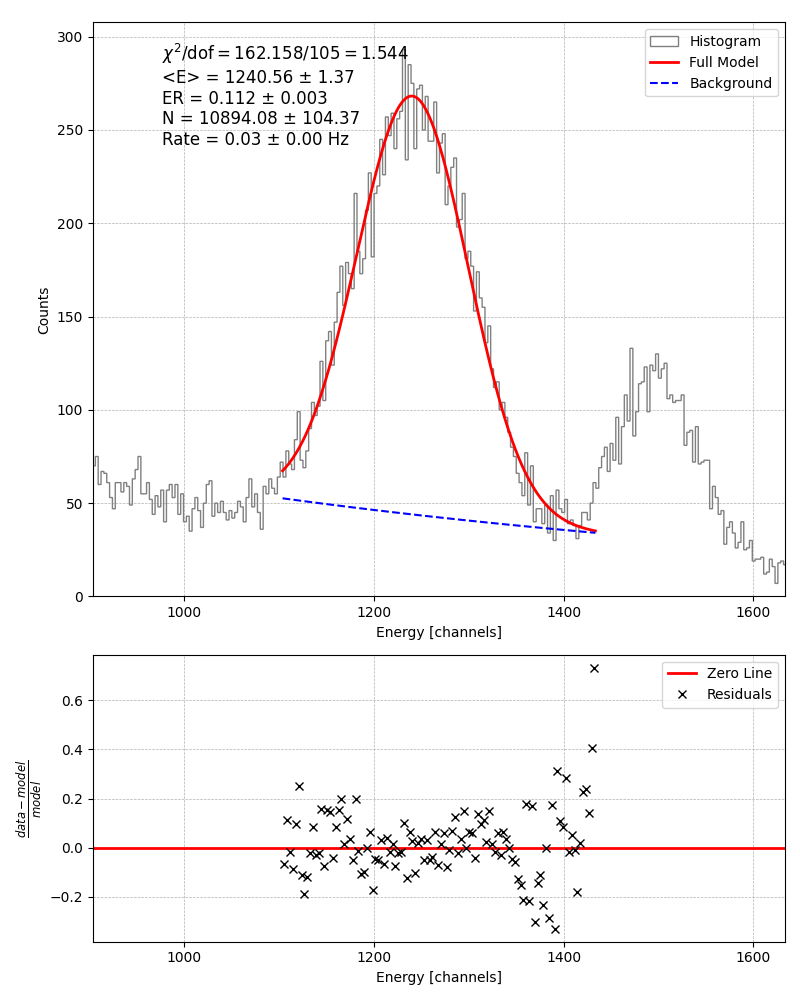 χ²/dof = 162.158/105 = 1.544
<E> = 1240.56 ± 1.37
ER = 0.112 ± 0.003
N = 10894.08 ± 104.37
Rate = 0.03 ± 0.00 Hz
Histogram
Full Model
Background
300
250
200
150
100
50
0
Counts
1000 1200 1400 1600
Energy [channels]
Zero Line
Residuals
0.6
0.4
0.2
0.0
−0.2
data − model
model
1000 1200 1400 1600
Energy [channels]